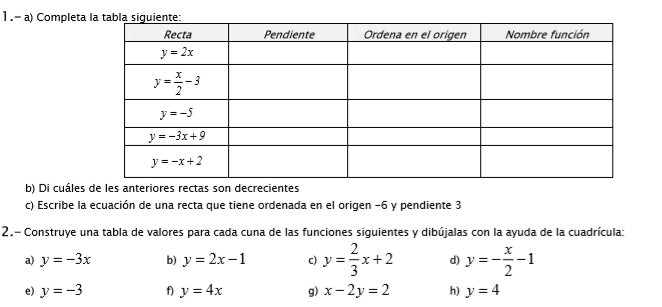 1.- a) Completa la tabla siguiente:
Recta Pendiente Ordena en el origen Nombre función
y = 2x
y = x/2 − 3
y = −5
y = −3x + 9
y = −x + 2
b) Di cuáles de les anteriores rectas son decrecientes
c) Escribe la ecuación de una recta que tiene ordenada en el origen -6 y pendiente 3
2.- Construye una tabla de valores para cada cuna de las funciones siguientes y dibújalas con la ayuda de la cuadrícula:
a) y = −3x b) y = 2x − 1 c) y = 2/3 x + 2 d) y = −x/2 − 1
e) y = −3 f) y = 4x g) x − 2y = 2 h) y = 4